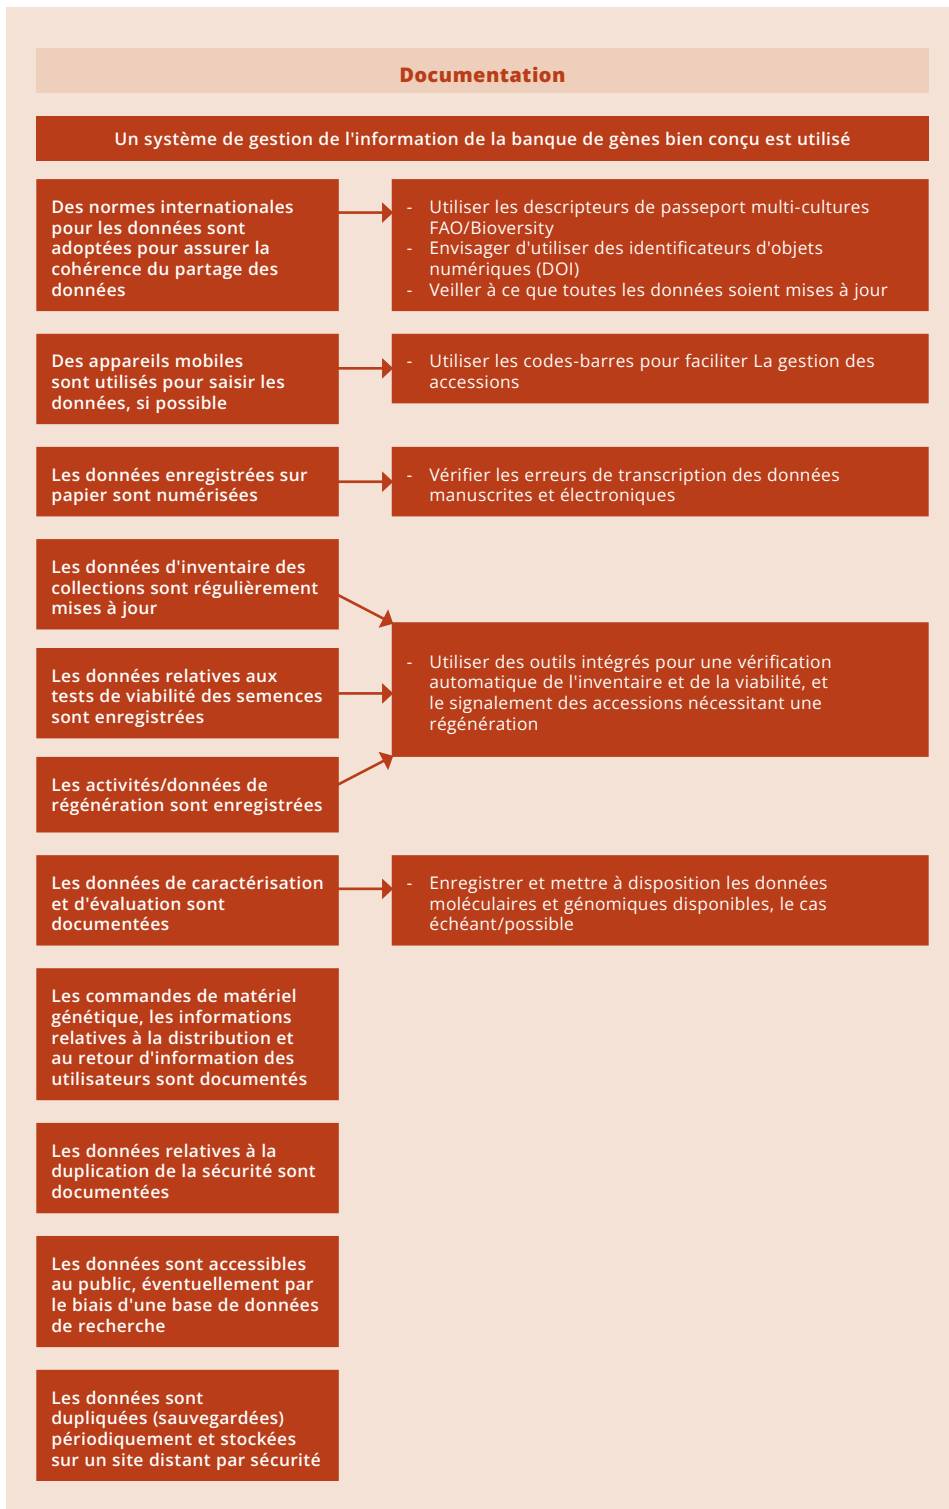 Documentation
Un système de gestion de l'information de la banque de gènes bien conçu est utilisé
Des normes internationales
pour les données sont
adoptées pour assurer la
cohérence du partage des
données
- Utiliser les descripteurs de passeport multi-cultures
FAO/Bioversity
- Envisager d'utiliser des identificateurs d'objets
numériques (DOI)
- Veiller à ce que toutes les données soient mises à jour
Des appareils mobiles
sont utilisés pour saisir les
données, si possible
- Utiliser les codes-barres pour faciliter La gestion des
accessions
Les données enregistrées sur
papier sont numérisées
- Vérifier les erreurs de transcription des données
manuscrites et électroniques
Les données d'inventaire des
collections sont régulièrement
mises à jour
Les données relatives aux
tests de viabilité des semences
sont enregistrées
Les activités/données de
régénération sont enregistrées
- Utiliser des outils intégrés pour une vérification
automatique de l'inventaire et de la viabilité, et
le signalement des accessions nécessitant une
régénération
Les données de caractérisation
et d'évaluation sont
documentées
- Enregistrer et mettre à disposition les données
moléculaires et génomiques disponibles, le cas
échéant/possible
Les commandes de matériel
génétique, les informations
relatives à la distribution et
au retour d'information des
utilisateurs sont documentés
Les données relatives à la
duplication de la sécurité sont
documentées
Les données sont accessibles
au public, éventuellement par
le biais d'une base de données
de recherche
Les données sont
dupliquées (sauvegardées)
périodiquement et stockées
sur un site distant par sécurité